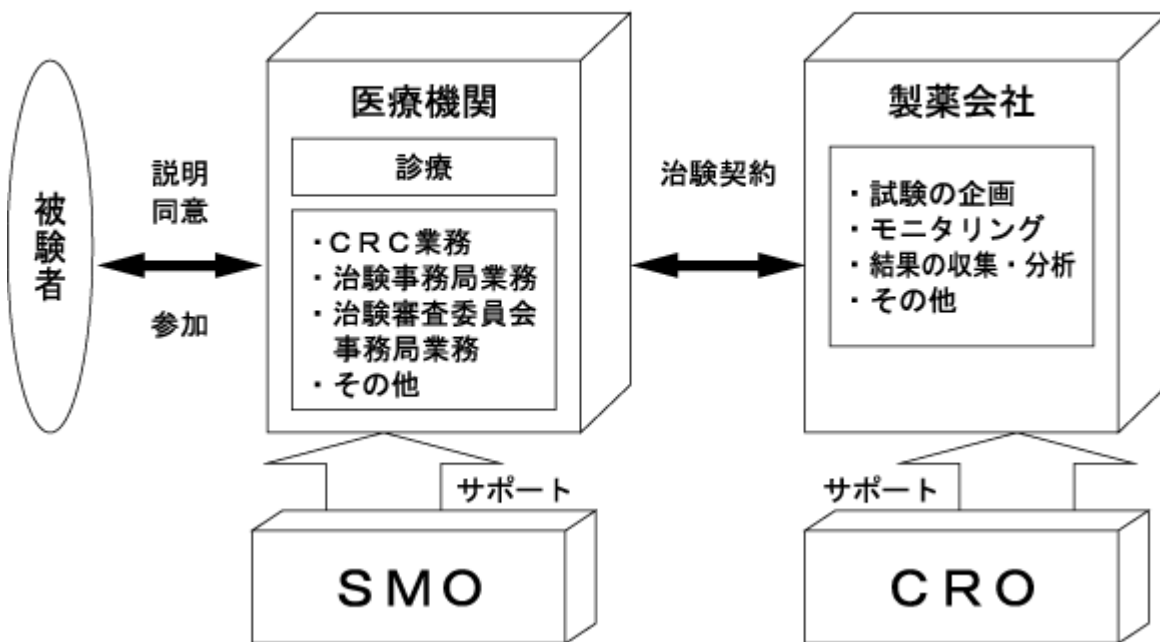 被験者
説明
同意
参加
医療機関
診療
・ＣＲＣ業務
・治験事務局業務
・治験審査委員会
事務局業務
・その他
治験契約
製薬会社
・試験の企画
・モニタリング
・結果の収集・分析
・その他
サポート
ＳＭＯ
サポート
ＣＲＯ